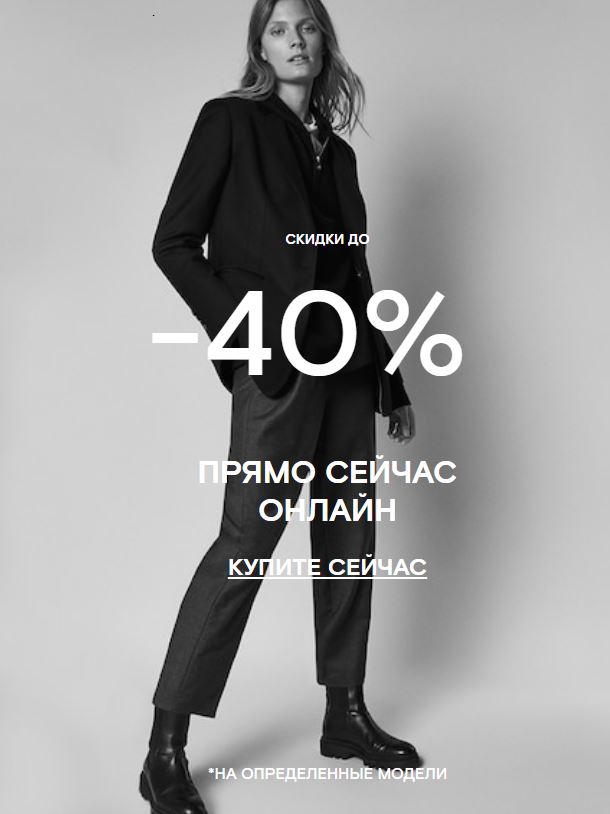 СКИДКИ ДО
-40%
ПРЯМО СЕЙЧАС
ОНЛАЙН
КУПИТЕ СЕЙЧАС
*НА ОПРЕДЕЛЕННЫЕ МОДЕЛИ